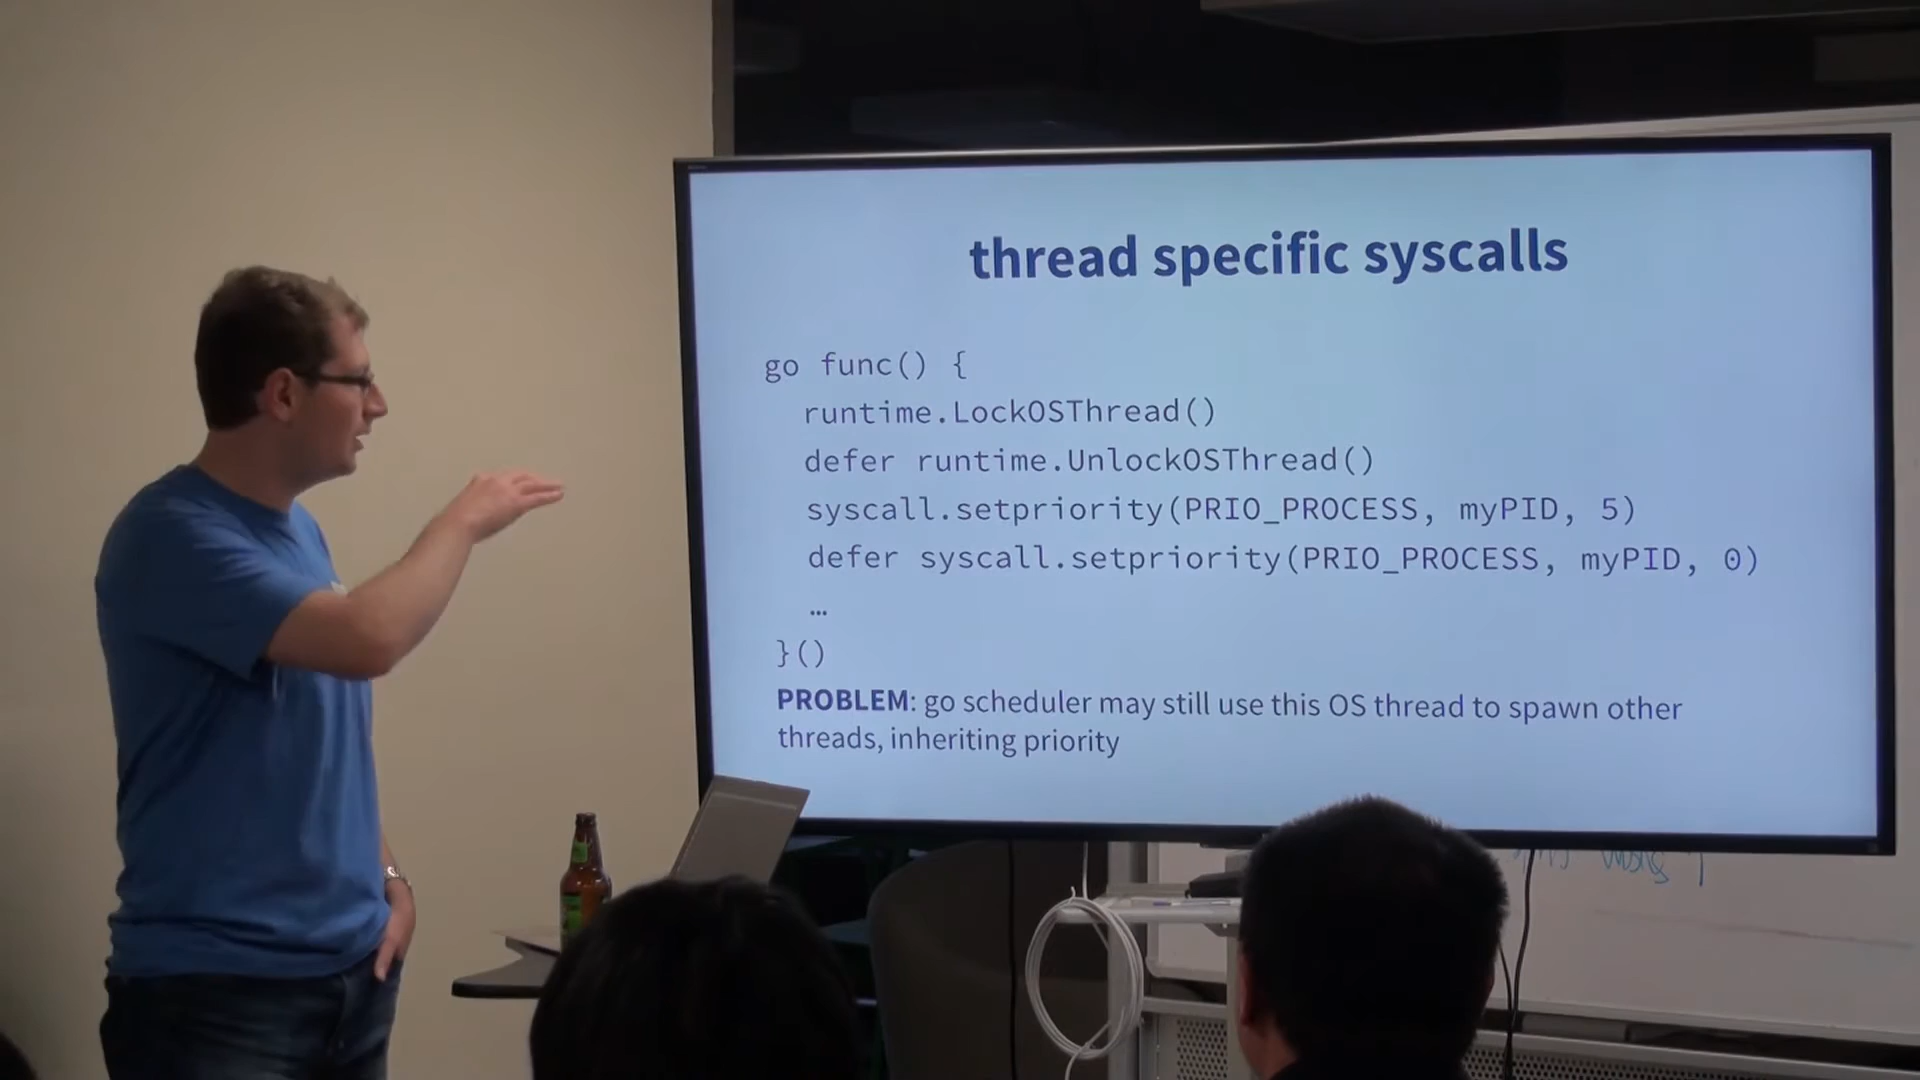 thread specific syscalls
go func() {
runtime.LockOSThread()
defer runtime.UnlockOSThread()
syscall.setpriority(PRIO_PROCESS, myPID, 5)
defer syscall.setpriority(PRIO_PROCESS, myPID, 0)
…
}()
PROBLEM: go scheduler may still use this OS thread to spawn other
threads, inheriting priority